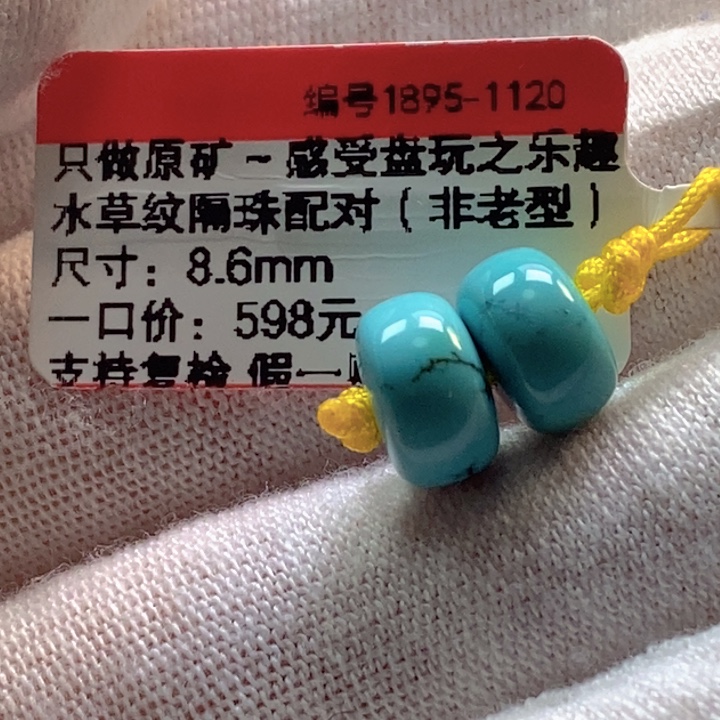 编号1895-1120
只做原矿~感受盘玩之乐趣
水草纹隔珠配对(非老型)
尺寸：8.6mm
一口价：598元
支持复检 假一